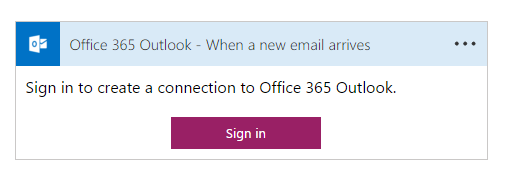 Office 365 Outlook - When a new email arrives
Sign in to create a connection to Office 365 Outlook.
Sign in